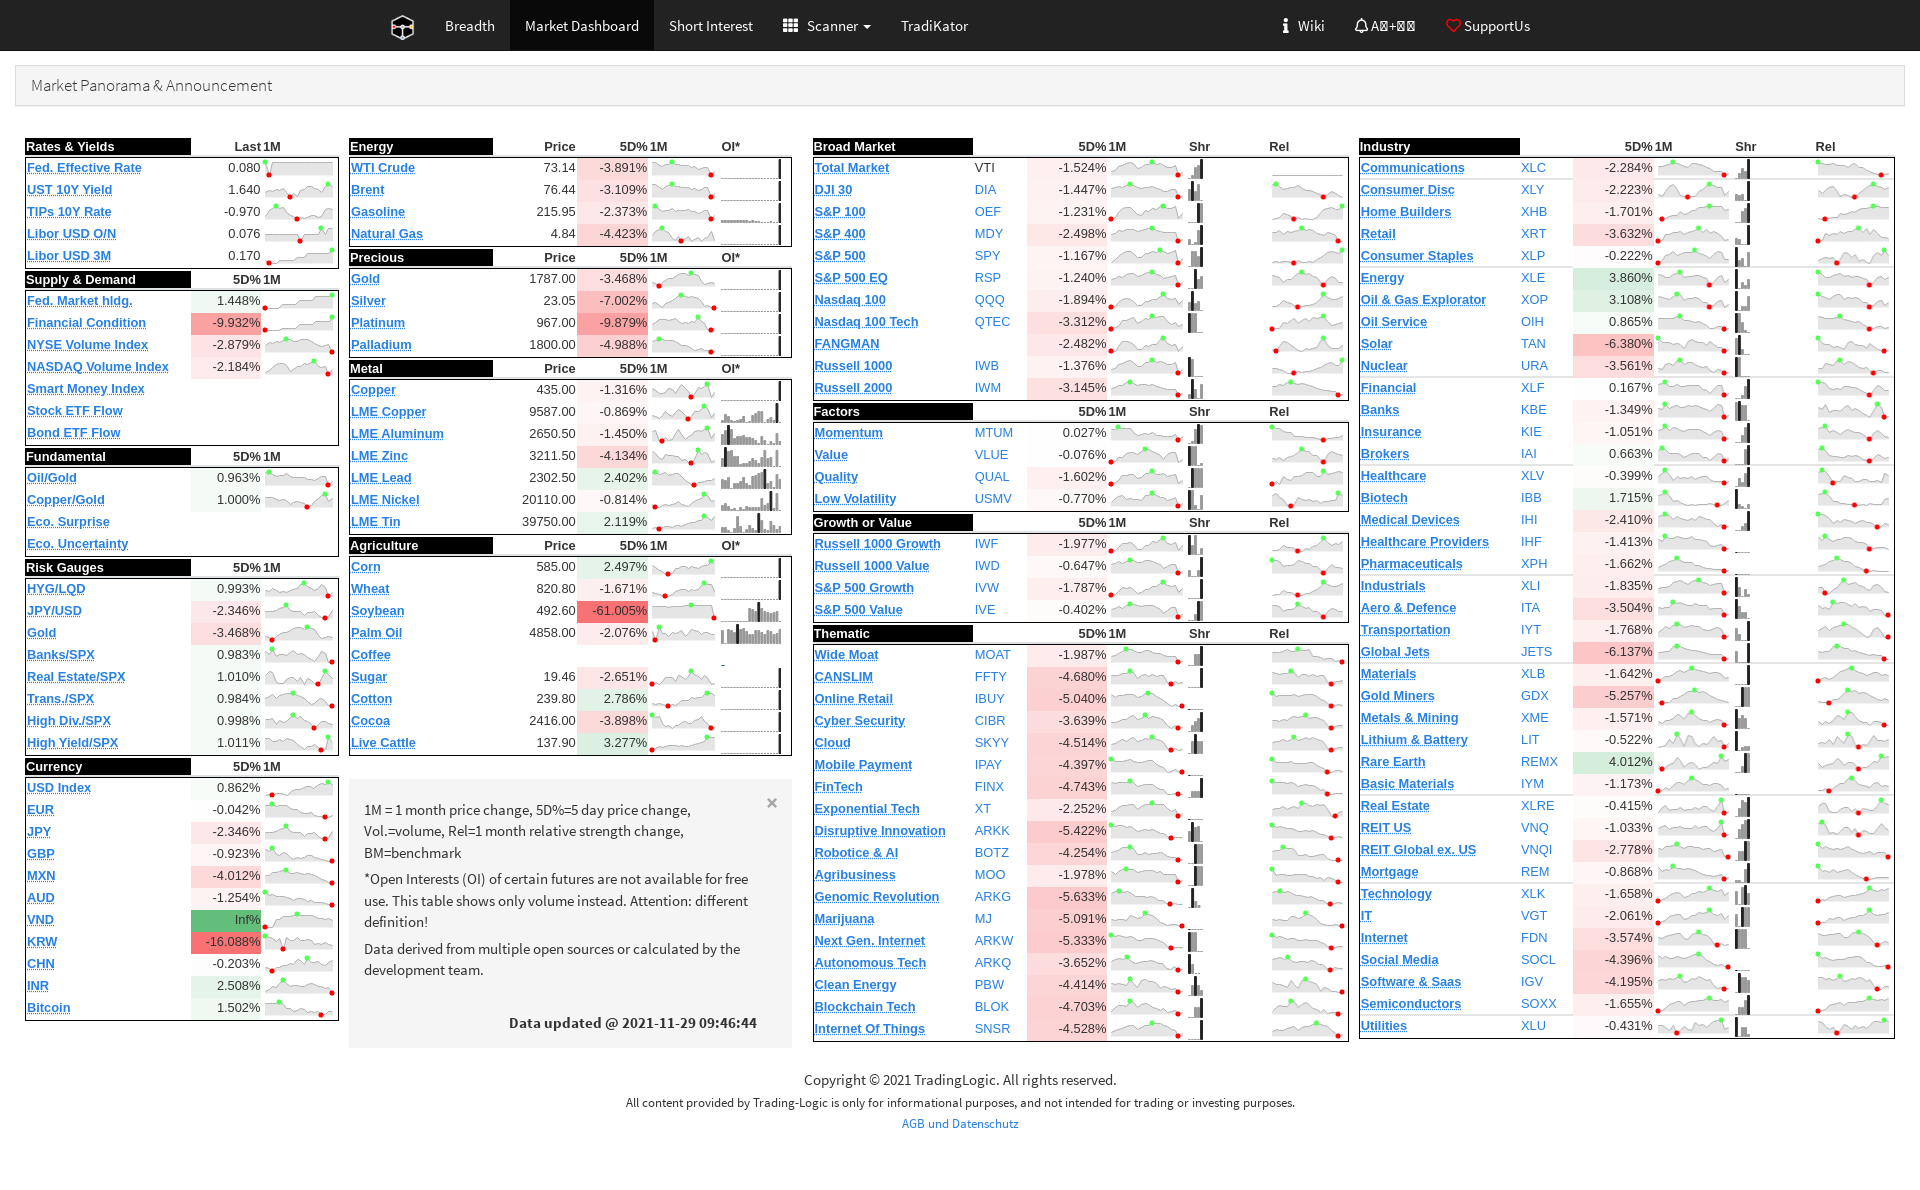 Breadth Market Dashboard Short Interest Scanner TradiKator Wiki SupportUs
Market Panorama & Announcement
Rates & Yields Last 1M
Fed. Effective Rate 0.080
UST 10Y Yield 1.640
TIPs 10Y Rate -0.970
Libor USD O/N 0.076
Libor USD 3M 0.170
Supply & Demand 5D% 1M
Fed. Market hldg. 1.448%
Financial Condition -9.932%
NYSE Volume Index -2.879%
NASDAQ Volume Index -2.184%
Smart Money Index
Stock ETF Flow
Bond ETF Flow
Fundamental 5D% 1M
Oil/Gold 0.963%
Copper/Gold 1.000%
Eco. Surprise
Eco. Uncertainty
Risk Gauges 5D% 1M
HYG/LQD 0.993%
JPY/USD -2.346%
Gold -3.468%
Banks/SPX 0.983%
Real Estate/SPX 1.010%
Trans./SPX 0.984%
High Div./SPX 0.998%
High Yield/SPX 1.011%
Currency 5D% 1M
USD Index 0.862%
EUR -0.042%
JPY -2.346%
GBP -0.923%
MXN -4.012%
AUD -1.254%
VND Inf%
KRW -16.088%
CHN -0.203%
INR 2.508%
Bitcoin 1.502%
Energy Price 5D% 1M OI*
WTI Crude 73.14 -3.891%
Brent 76.44 -3.109%
Gasoline 215.95 -2.373%
Natural Gas 4.84 -4.423%
Precious Price 5D% 1M OI*
Gold 1787.00 -3.468%
Silver 23.05 -7.002%
Platinum 967.00 -9.879%
Palladium 1800.00 -4.988%
Metal Price 5D% 1M OI*
Copper 435.00 -1.316%
LME Copper 9587.00 -0.869%
LME Aluminum 2650.50 -1.450%
LME Zinc 3211.50 -4.134%
LME Lead 2302.50 2.402%
LME Nickel 20110.00 -0.814%
LME Tin 39750.00 2.119%
Agriculture Price 5D% 1M OI*
Corn 585.00 2.497%
Wheat 820.80 -1.671%
Soybean 492.60 -61.005%
Palm Oil 4858.00 -2.076%
Coffee
Sugar 19.46 -2.651%
Cotton 239.80 2.786%
Cocoa 2416.00 -3.898%
Live Cattle 137.90 3.277%
×
1M = 1 month price change, 5D%=5 day price change,
Vol.=volume, Rel=1 month relative strength change,
BM=benchmark
*Open Interests (OI) of certain futures are not available for free
use. This table shows only volume instead. Attention: different
definition!
Data derived from multiple open sources or calculated by the
development team.
Data updated @ 2021-11-29 09:46:44
Broad Market 5D% 1M Shr Rel
Total Market VTI -1.524%
DJI 30 DIA -1.447%
S&P 100 OEF -1.231%
S&P 400 MDY -2.498%
S&P 500 SPY -1.167%
S&P 500 EQ RSP -1.240%
Nasdaq 100 QQQ -1.894%
Nasdaq 100 Tech QTEC -3.312%
FANGMAN -2.482%
Russell 1000 IWB -1.376%
Russell 2000 IWM -3.145%
Factors 5D% 1M Shr Rel
Momentum MTUM 0.027%
Value VLUE -0.076%
Quality QUAL -1.602%
Low Volatility USMV -0.770%
Growth or Value 5D% 1M Shr Rel
Russell 1000 Growth IWF -1.977%
Russell 1000 Value IWD -0.647%
S&P 500 Growth IVW -1.787%
S&P 500 Value IVE -0.402%
Thematic 5D% 1M Shr Rel
Wide Moat MOAT -1.987%
CANSLIM FFTY -4.680%
Online Retail IBUY -5.040%
Cyber Security CIBR -3.639%
Cloud SKYY -4.514%
Mobile Payment IPAY -4.397%
FinTech FINX -4.743%
Exponential Tech XT -2.252%
Disruptive Innovation ARKK -5.422%
Robotice & AI BOTZ -4.254%
Agribusiness MOO -1.978%
Genomic Revolution ARKG -5.633%
Marijuana MJ -5.091%
Next Gen. Internet ARKW -5.333%
Autonomous Tech ARKQ -3.652%
Clean Energy PBW -4.414%
Blockchain Tech BLOK -4.703%
Internet Of Things SNSR -4.528%
Industry 5D% 1M Shr Rel
Communications XLC -2.284%
Consumer Disc XLY -2.223%
Home Builders XHB -1.701%
Retail XRT -3.632%
Consumer Staples XLP -0.222%
Energy XLE 3.860%
Oil & Gas Explorator XOP 3.108%
Oil Service OIH 0.865%
Solar TAN -6.380%
Nuclear URA -3.561%
Financial XLF 0.167%
Banks KBE -1.349%
Insurance KIE -1.051%
Brokers IAI 0.663%
Healthcare XLV -0.399%
Biotech IBB 1.715%
Medical Devices IHI -2.410%
Healthcare Providers IHF -1.413%
Pharmaceuticals XPH -1.662%
Industrials XLI -1.835%
Aero & Defence ITA -3.504%
Transportation IYT -1.768%
Global Jets JETS -6.137%
Materials XLB -1.642%
Gold Miners GDX -5.257%
Metals & Mining XME -1.571%
Lithium & Battery LIT -0.522%
Rare Earth REMX 4.012%
Basic Materials IYM -1.173%
Real Estate XLRE -0.415%
REIT US VNQ -1.033%
REIT Global ex. US VNQI -2.778%
Mortgage REM -0.868%
Technology XLK -1.658%
IT VGT -2.061%
Internet FDN -3.574%
Social Media SOCL -4.396%
Software & Saas IGV -4.195%
Semiconductors SOXX -1.655%
Utilities XLU -0.431%
Copyright © 2021 TradingLogic. All rights reserved.
All content provided by Trading-Logic is only for informational purposes, and not intended for trading or investing purposes.
AGB und Datenschutz